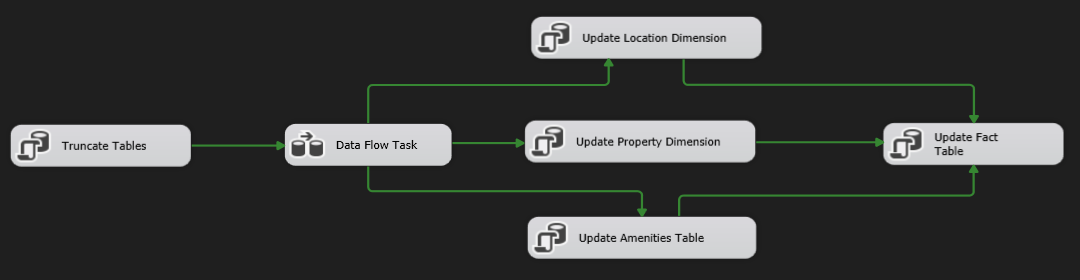 Update Location Dimension
Truncate Tables
Data Flow Task
Update Property Dimension
Update Fact
Table
Update Amenities Table